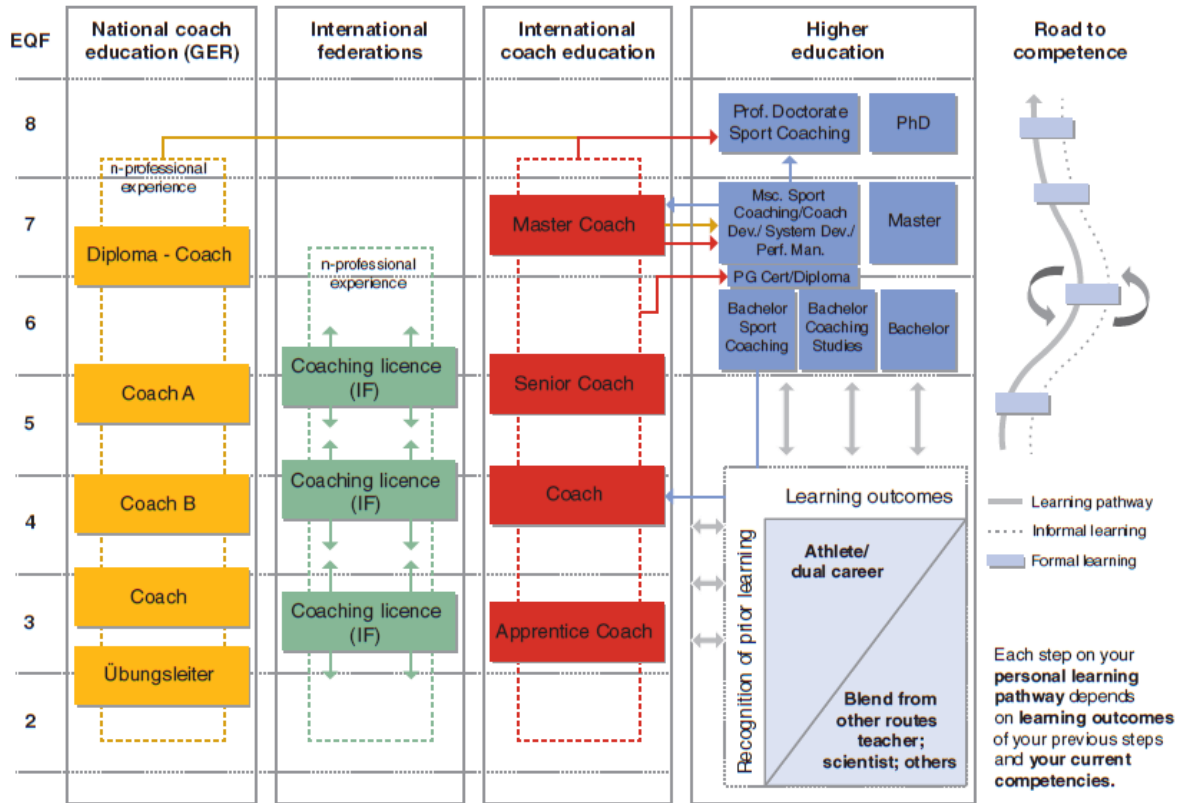 EQF
National coach
education (GER)
International
federations
International
coach education
Higher
education
Road to
competence
8
7
6
5
4
3
2
n-professional
experience
Diploma - Coach
Coach A
Coach B
Coach
Übungsleiter
n-professional
experience
Coaching licence
(IF)
Coaching licence
(IF)
Coaching licence
(IF)
Master Coach
Senior Coach
Coach
Apprentice Coach
Prof. Doctorate
Sport Coaching
PhD
Msc. Sport
Coaching/Coach
Dev./ System Dev./
Perf. Man.
Master
PG Cert/Diploma
Bachelor
Sport
Coaching
Bachelor
Coaching
Studies
Bachelor
Learning outcomes
Recognition of prior learning
Athlete/
dual career
Blend from
other routes
teacher;
scientist; others
Learning pathway
Informal learning
Formal learning
Each step on your
personal learning
pathway depends
on learning outcomes
of your previous steps
and your current
competencies.